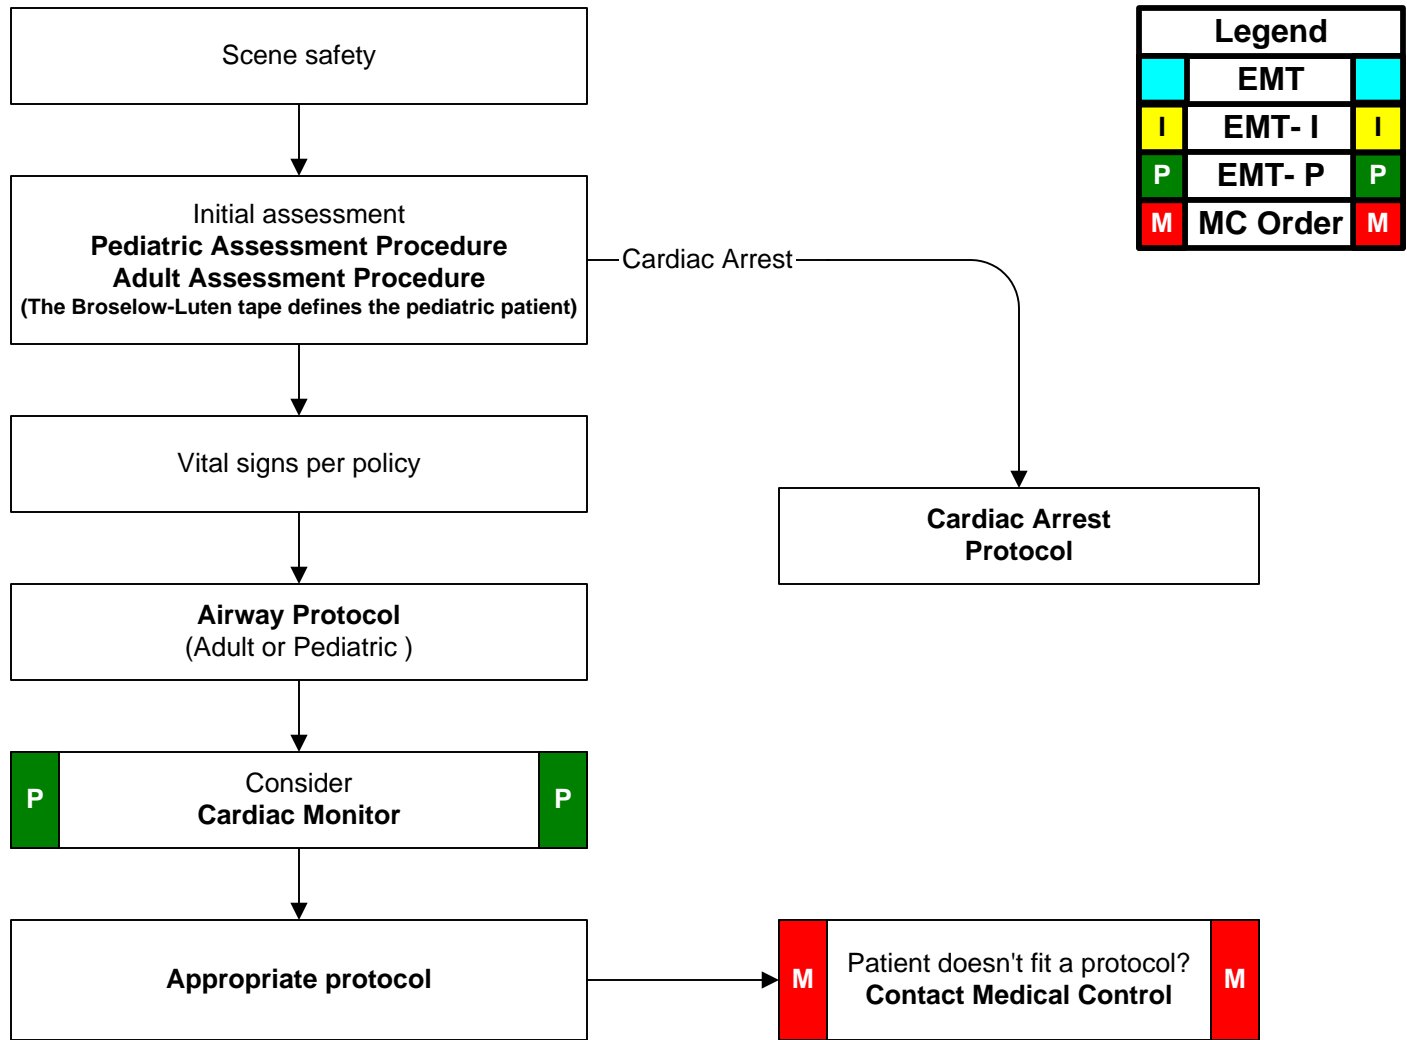 Scene safety
Legend
EMT
I EMT- I I
P EMT- P P
M MC Order M
Initial assessment
Pediatric Assessment Procedure
Adult Assessment Procedure
(The Broselow-Luten tape defines the pediatric patient)
Cardiac Arrest
Vital signs per policy
Cardiac Arrest
Protocol
Airway Protocol
(Adult or Pediatric )
P Consider P
Cardiac Monitor
Appropriate protocol
M Patient doesn't fit a protocol? M
Contact Medical Control